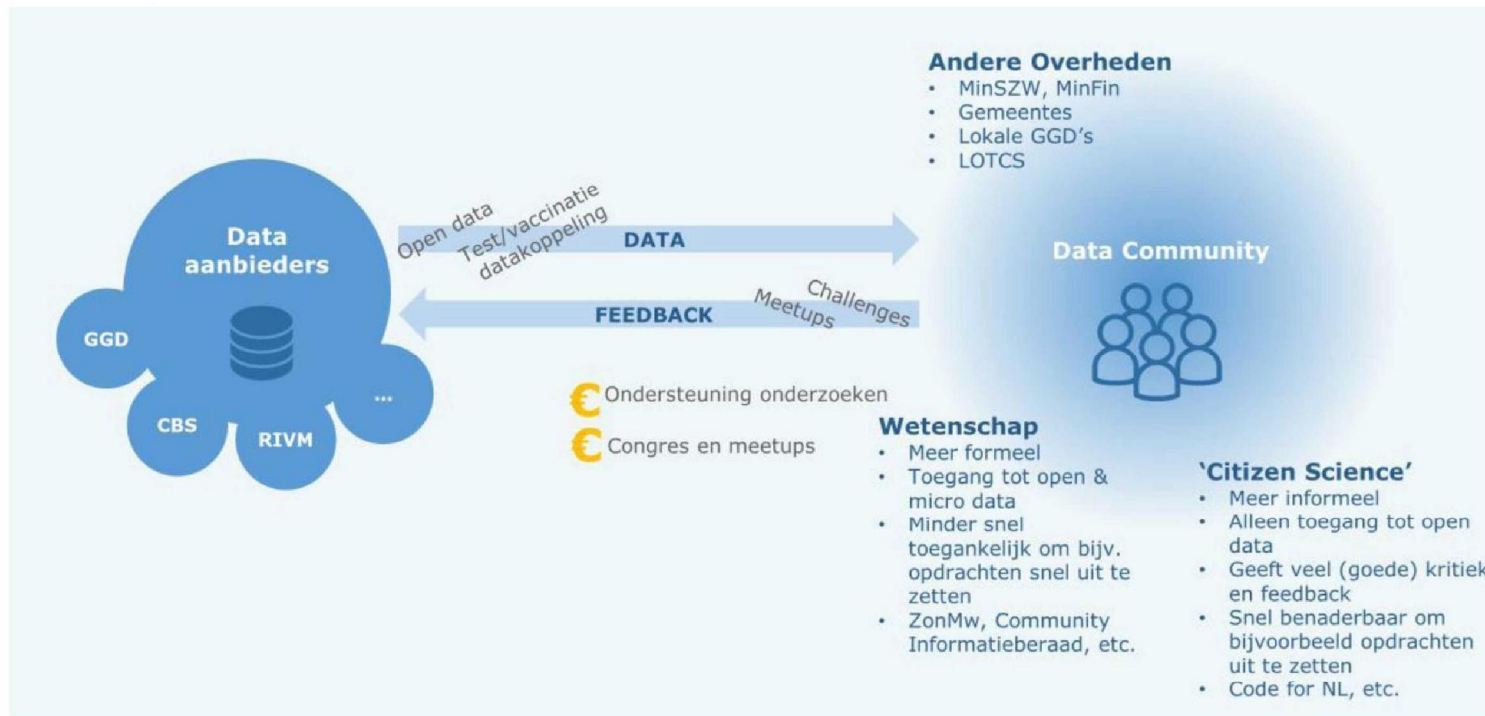 Data
aanbieders
GGD
CBS
RIVM
...
Open data
Test/vaccinatie
datakoppeling
DATA
FEEDBACK
Meetups
Challenges
€ Ondersteuning onderzoeken
€ Congres en meetups
Andere Overheden
• MinSZW, MinFin
• Gemeentes
• Lokale GGD's
• LOTCS
Data Community
Wetenschap
• Meer formeel
• Toegang tot open &
micro data
• Minder snel
toegankelijk om bijv.
opdrachten snel uit te
zetten
• ZonMw, Community
Informatieberaad, etc.
‘Citizen Science’
• Meer informeel
• Alleen toegang tot open
data
• Geeft veel (goede) kritiek
en feedback
• Snel benaderbaar om
bijvoorbeeld opdrachten
uit te zetten
• Code for NL, etc.